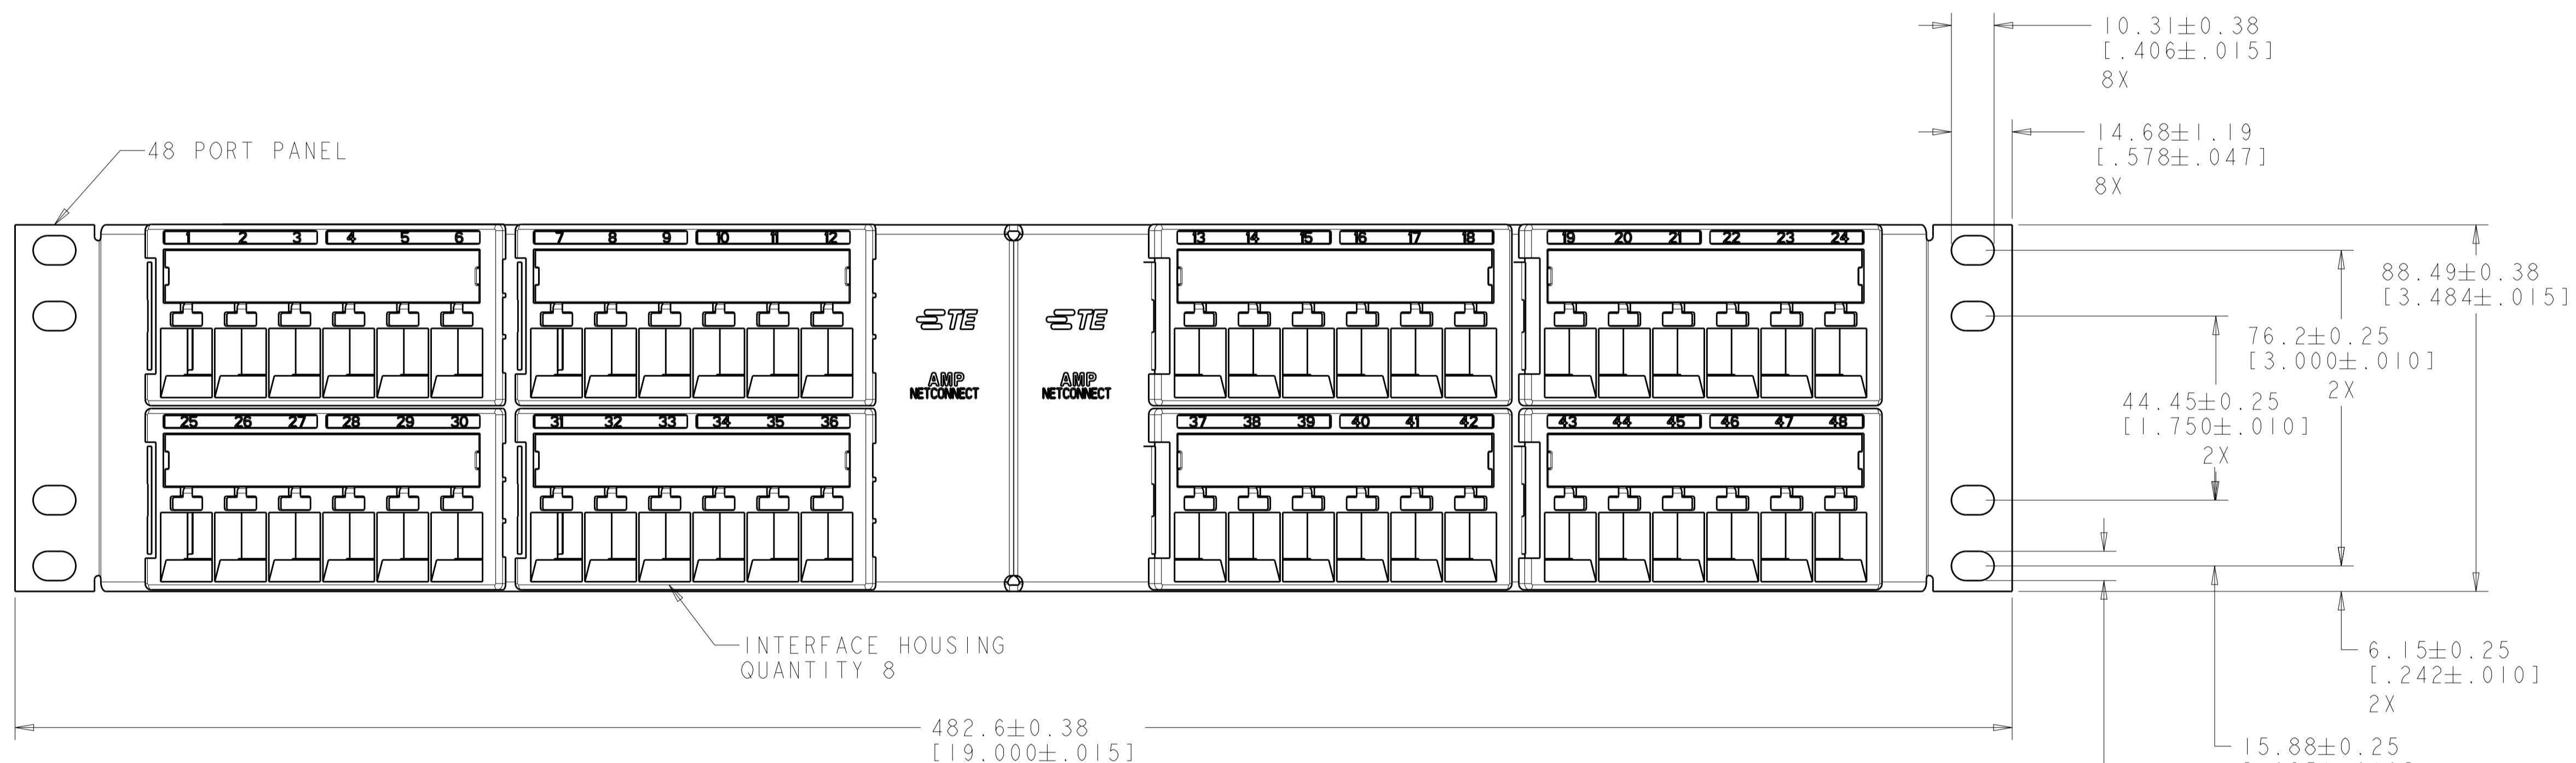 10.31±0.38
[.406±.015]
8X
14.68±1.19
[.578±.047]
8X
48 PORT PANEL
1 2 3 4 5 6 7 8 9 10 11 12 13 14 15 16 17 18 19 20 21 22 23 24
88.49±0.38
[3.484±.015]
TE TE
76.2±0.25
[3.000±.010]
2X
AMP AMP
NETCONNECT NETCONNECT
44.45±0.25
[1.750±.010]
2X
25 26 27 28 29 30 31 32 33 34 35 36 37 38 39 40 41 42 43 44 45 46 47 48
INTERFACE HOUSING
QUANTITY 8
6.15±0.25
[.242±.010]
2X
482.6±0.38
[19.000±.015]
15.88±0.25